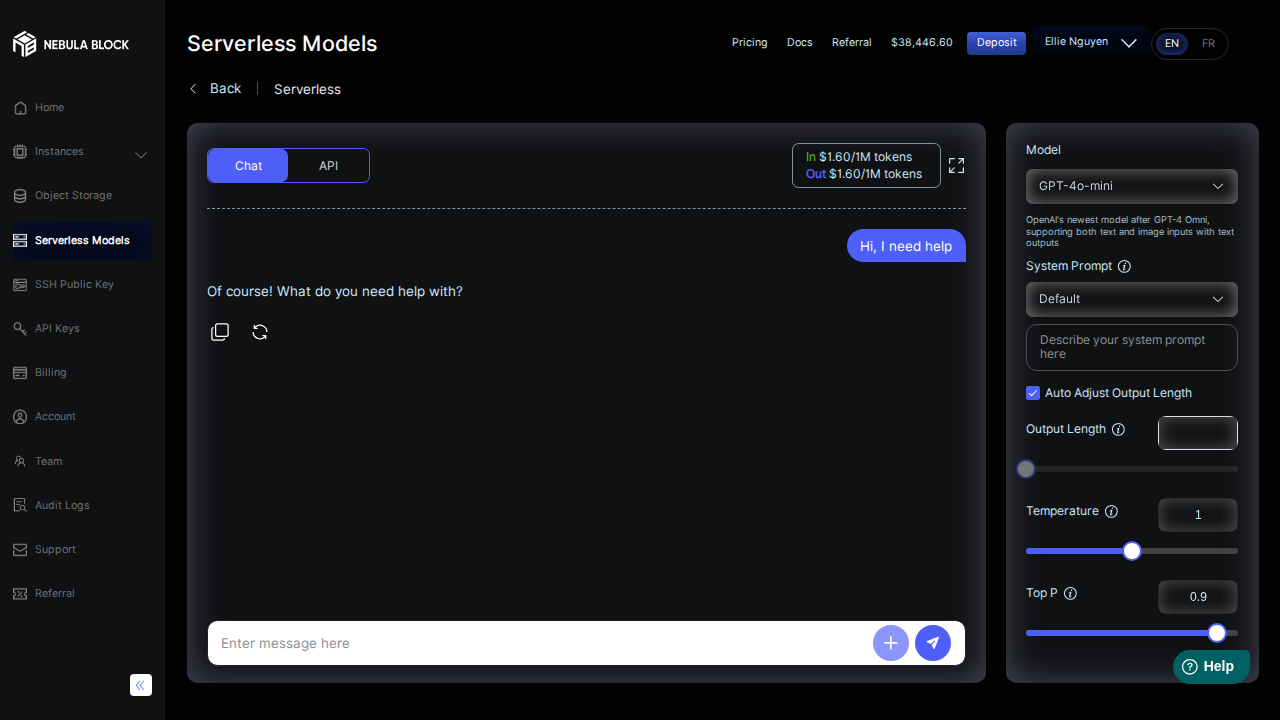 NEBULA BLOCK
Home
Instances
Object Storage
Serverless Models
SSH Public Key
API Keys
Billing
Account
Team
Audit Logs
Support
Referral
Serverless Models
Pricing
Docs
Referral
$38,446.60
Deposit
Ellie Nguyen
EN
FR
Back
Serverless
Chat
API
In $1.60/1M tokens
Out $1.60/1M tokens
Hi, I need help
Of course! What do you need help with?
Enter message here
Model
GPT-4o-mini
OpenAI's newest model after GPT-4 Omni,
supporting both text and image inputs with text
outputs
System Prompt
Default
Describe your system prompt
here
Auto Adjust Output Length
Output Length
Temperature
1
Top P
0.9
Help